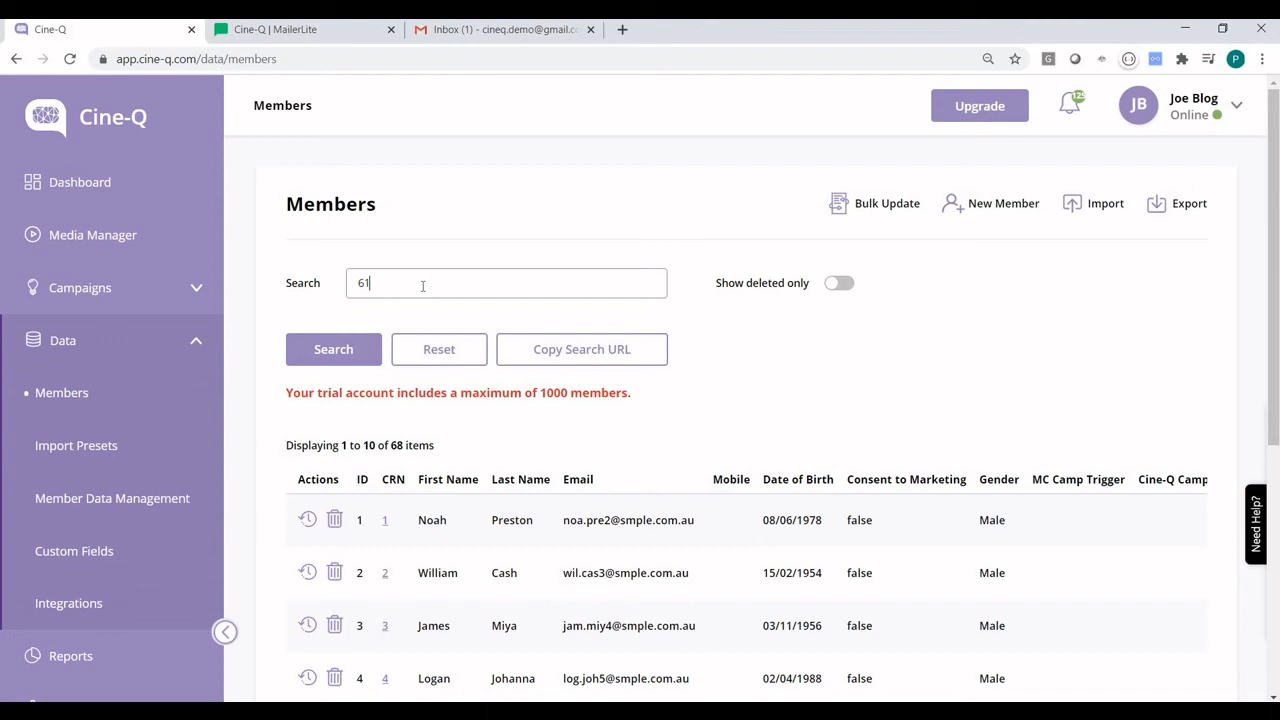 Cine-Q
Cine-Q | MailerLite
Inbox (1) - cineq.demo@gmail.cc
app.cine-q.com/data/members
P
Cine-Q
Dashboard
Media Manager
Campaigns
Data
Members
Import Presets
Member Data Management
Custom Fields
Integrations
Reports
Members
Upgrade
JB
Joe Blog
Online
Members
Bulk Update
New Member
Import
Export
Search
61
Show deleted only
Search
Reset
Copy Search URL
Your trial account includes a maximum of 1000 members.
Displaying 1 to 10 of 68 items
Actions ID CRN First Name Last Name Email Mobile Date of Birth Consent to Marketing Gender MC Camp Trigger Cine-Q Camp
1 1 Noah Preston noa.pre2@smple.com.au 08/06/1978 false Male
2 2 William Cash wil.cas3@smple.com.au 15/02/1954 false Male
3 3 James Miya jam.miy4@smple.com.au 03/11/1956 false Male
4 4 Logan Johanna log.joh5@smple.com.au 02/04/1988 false Male
Need Help?